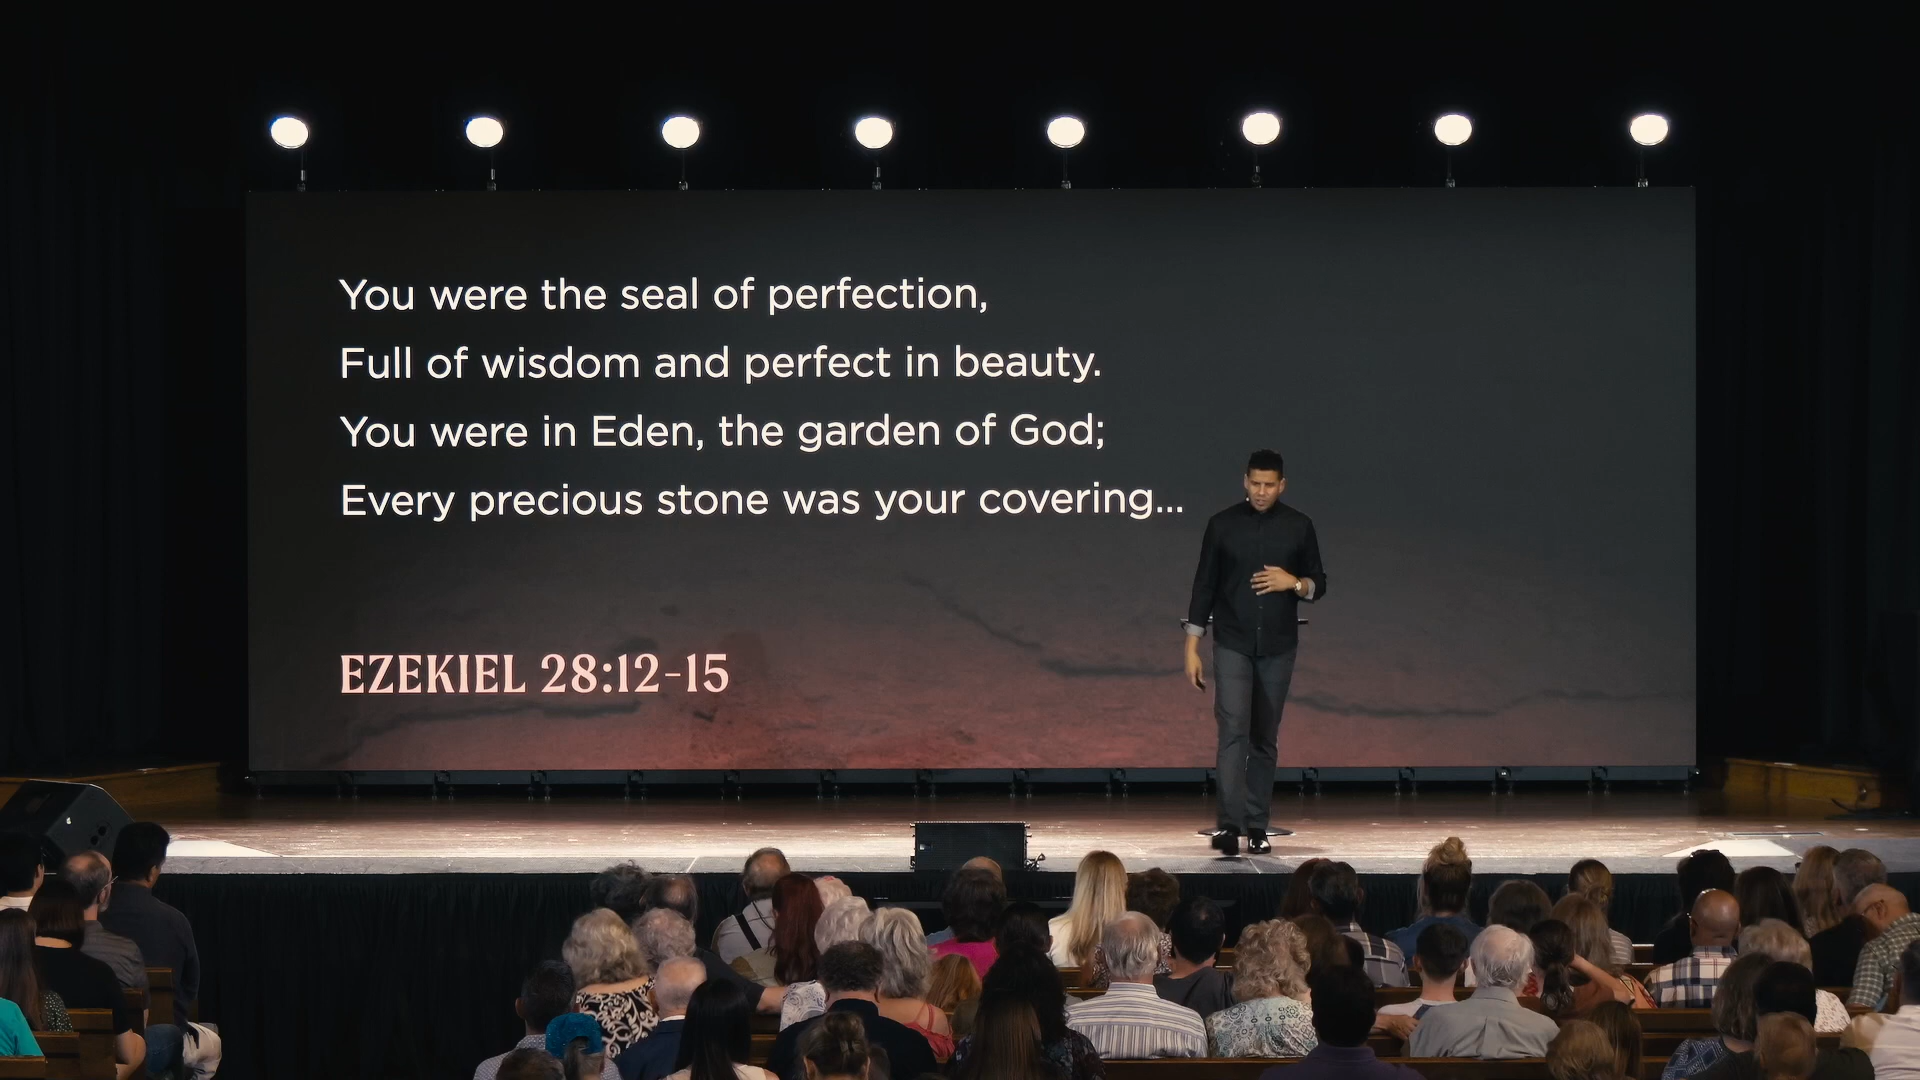 You were the seal of perfection,
Full of wisdom and perfect in beauty.
You were in Eden, the garden of God;
Every precious stone was your covering...
EZEKIEL 28:12-15